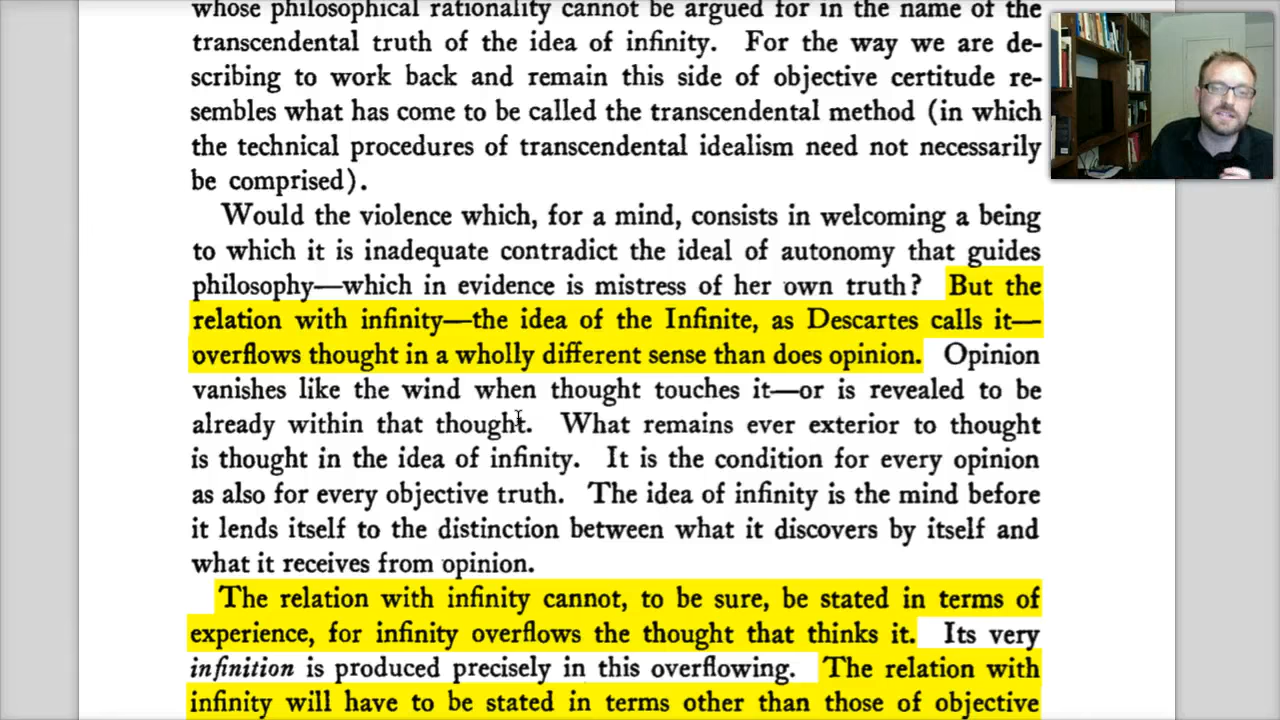 whose philosophical rationality cannot be argued for in the name of the
transcendental truth of the idea of infinity. For the way we are de-
scribing to work back and remain this side of objective certitude re-
sembles what has come to be called the transcendental method (in which
the technical procedures of transcendental idealism need not necessarily
be comprised).
Would the violence which, for a mind, consists in welcoming a being
to which it is inadequate contradict the ideal of autonomy that guides
philosophy—which in evidence is mistress of her own truth? But the
relation with infinity—the idea of the Infinite, as Descartes calls it—
overflows thought in a wholly different sense than does opinion. Opinion
vanishes like the wind when thought touches it—or is revealed to be
already within that thought. What remains ever exterior to thought
is thought in the idea of infinity. It is the condition for every opinion
as also for every objective truth. The idea of infinity is the mind before
it lends itself to the distinction between what it discovers by itself and
what it receives from opinion.
The relation with infinity cannot, to be sure, be stated in terms of
experience, for infinity overflows the thought that thinks it. Its very
infinition is produced precisely in this overflowing. The relation with
infinity will have to be stated in terms other than those of objective